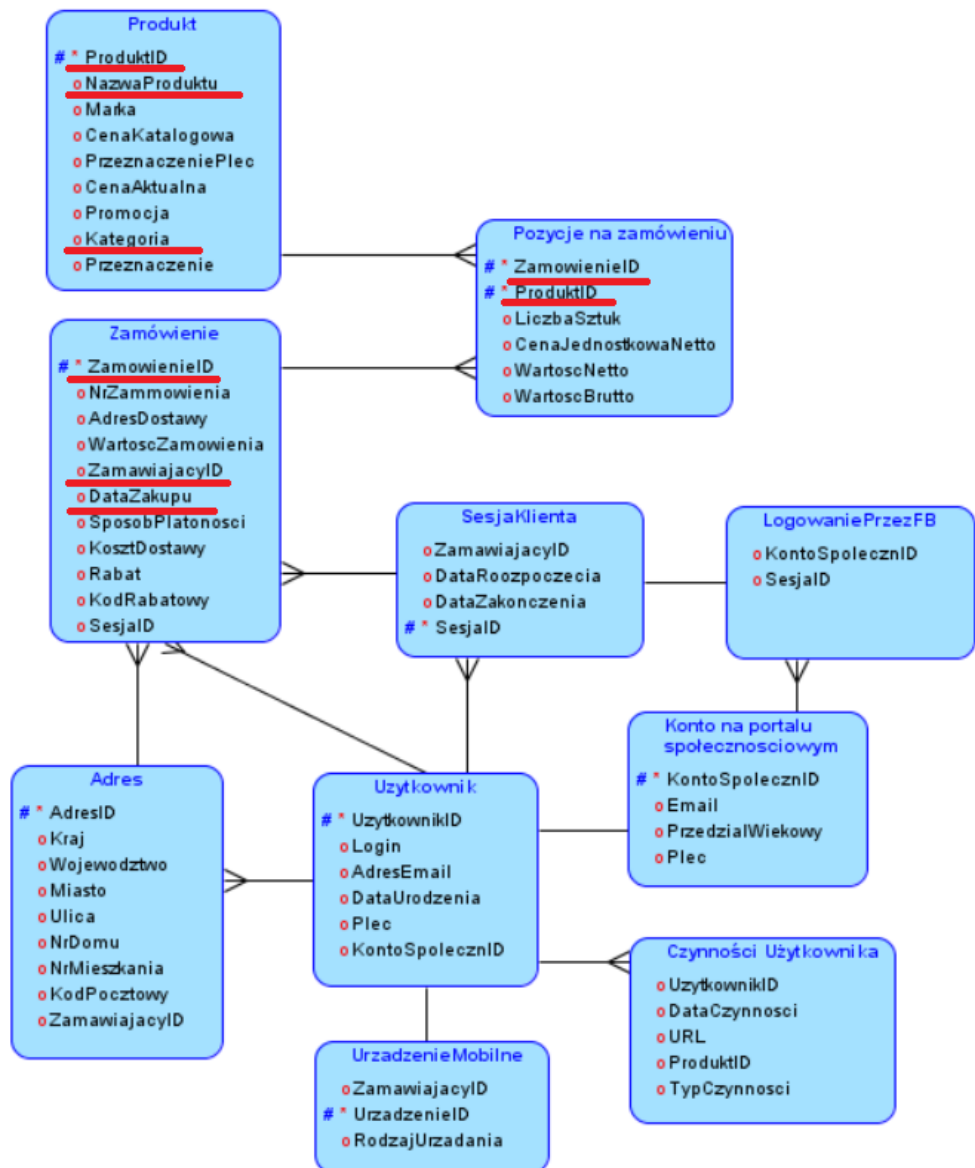 Produkt
# * ProduktID
o NazwaProduktu
o Marka
o CenaKatalogowa
o PrzeznaczeniePlec
o CenaAktualna
o Promocja
o Kategoria
o Przeznaczenie
Pozycje na zamówieniu
# * ZamowienieID
# * ProduktID
o LiczbaSztuk
o CenaJednostkowaNetto
o WartoscNetto
o WartoscBrutto
Zamówienie
# * ZamowienieID
o NrZammowienia
o AdresDostawy
o WartoscZamowienia
o ZamawiajacyID
o DataZakupu
o SposobPlatonosci
o KosztDostawy
o Rabat
o KodRabatowy
o SesjaID
SesjaKlienta
o ZamawiajacyID
o DataRoozpoczecia
o DataZakonczenia
# * SesjaID
LogowaniePrzezFB
o KontoSpolecznID
o SesjaID
Konto na portalu
społecznosciowym
# * KontoSpolecznID
o Email
o PrzedzialWiekowy
o Plec
Adres
# * AdresID
o Kraj
o Wojewodztwo
o Miasto
o Ulica
o NrDomu
o NrMieszkania
o KodPocztowy
o ZamawiajacyID
Uzytkownik
# * UzytkownikID
o Login
o AdresEmail
o DataUrodzenia
o Plec
o KontoSpolecznID
Czynności Użytkownika
o UzytkownikID
o DataCzynnosci
o URL
o ProduktID
o TypCzynnosci
UrzadzenieMobilne
o ZamawiajacyID
# * UrzadzenieID
o RodzajUrzadania